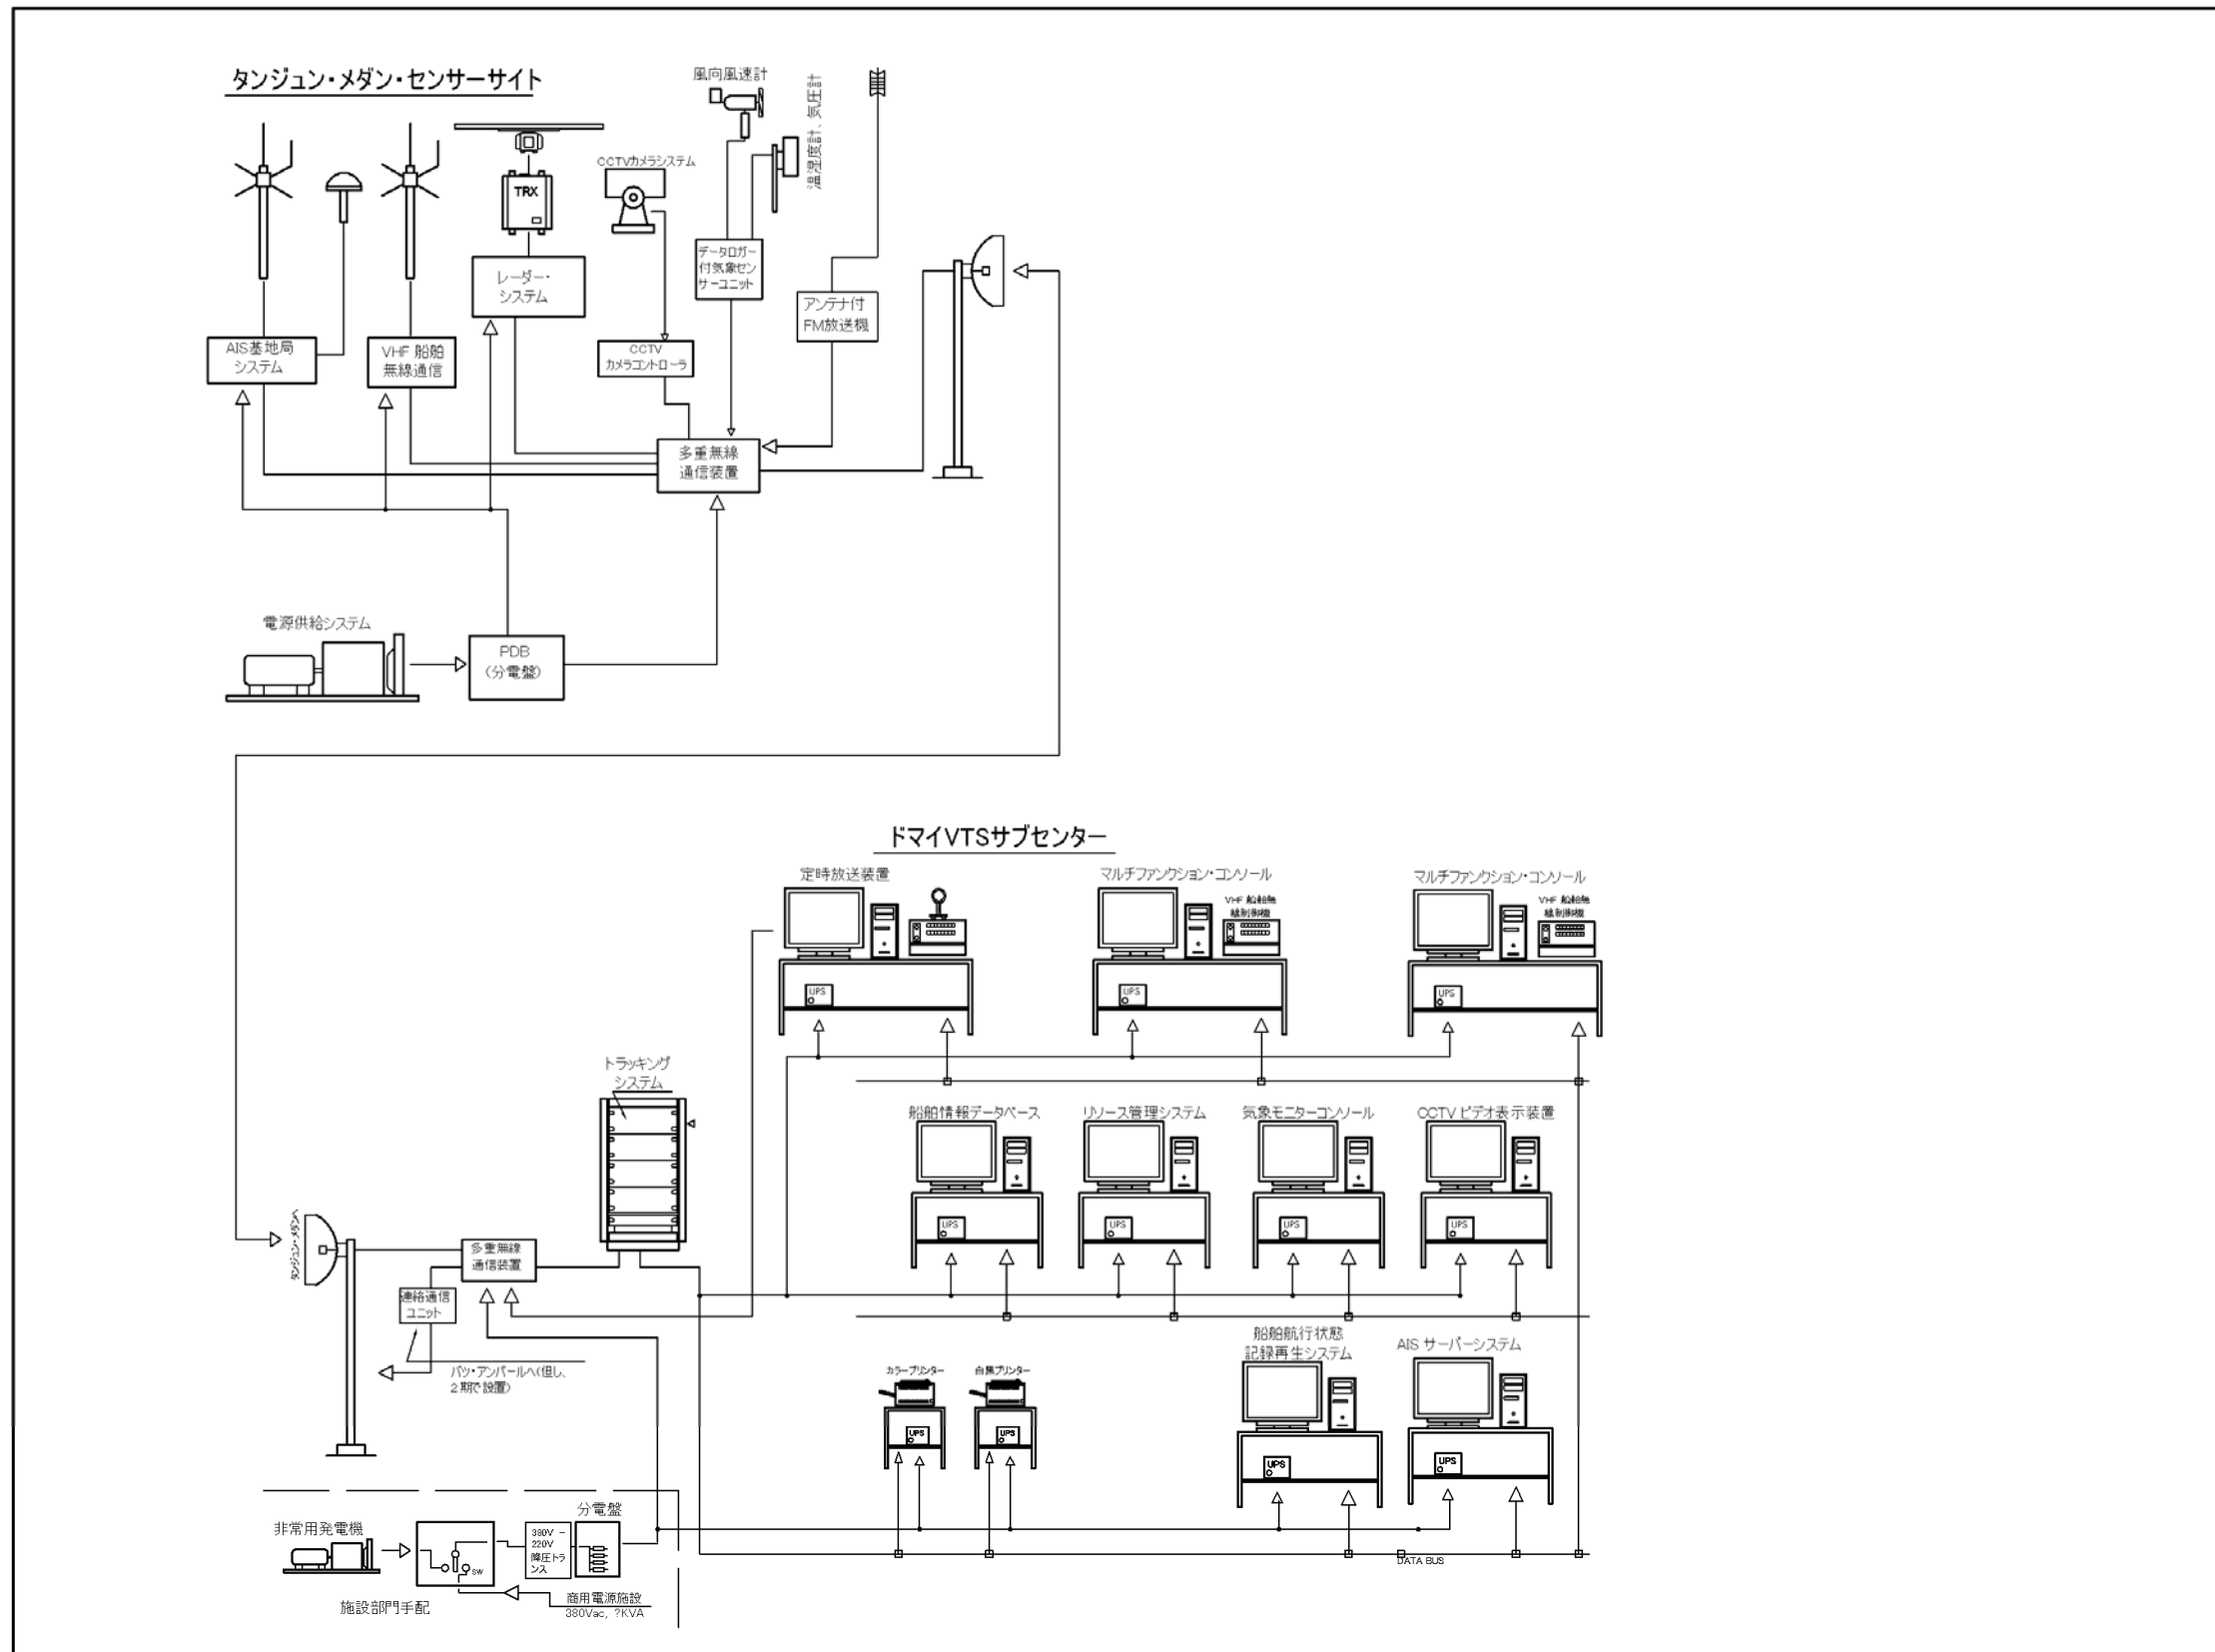 タンジュン・メダン・センサーサイト
風向風速計
温湿度計、気圧計
CCTVカメラシステム
TRX
レーダー・
システム
データロガー
付気象セン
サーユニット
アンテナ付
FM放送機
AIS基地局
システム
VHF 船舶
無線通信
CCTV
カメラコントローラ
多重無線
通信装置
電源供給システム
PDB
(分電盤)
ドマイVTSサブセンター
定時放送装置
UPS
マルチファンクション・コンソール
VHF 船舶無
線制御機
UPS
マルチファンクション・コンソール
VHF 船舶無
線制御機
UPS
トラッキング
システム
船舶情報データベース
UPS
リソース管理システム
UPS
気象モニターコンソール
UPS
CCTV ビデオ表示装置
UPS
タンジュン・メダンへ
多重無線
通信装置
連絡通信
ユニット
バツ・アンパールへ(但し、
2期で設置)
カラープリンター
UPS
白黒プリンター
UPS
船舶航行状態
記録再生システム
UPS
AIS サーバーシステム
UPS
DATA BUS
非常用発電機
SW
380V -
220V
降圧トラ
ンス
分電盤
施設部門手配
商用電源施設
380Vac, ?KVA